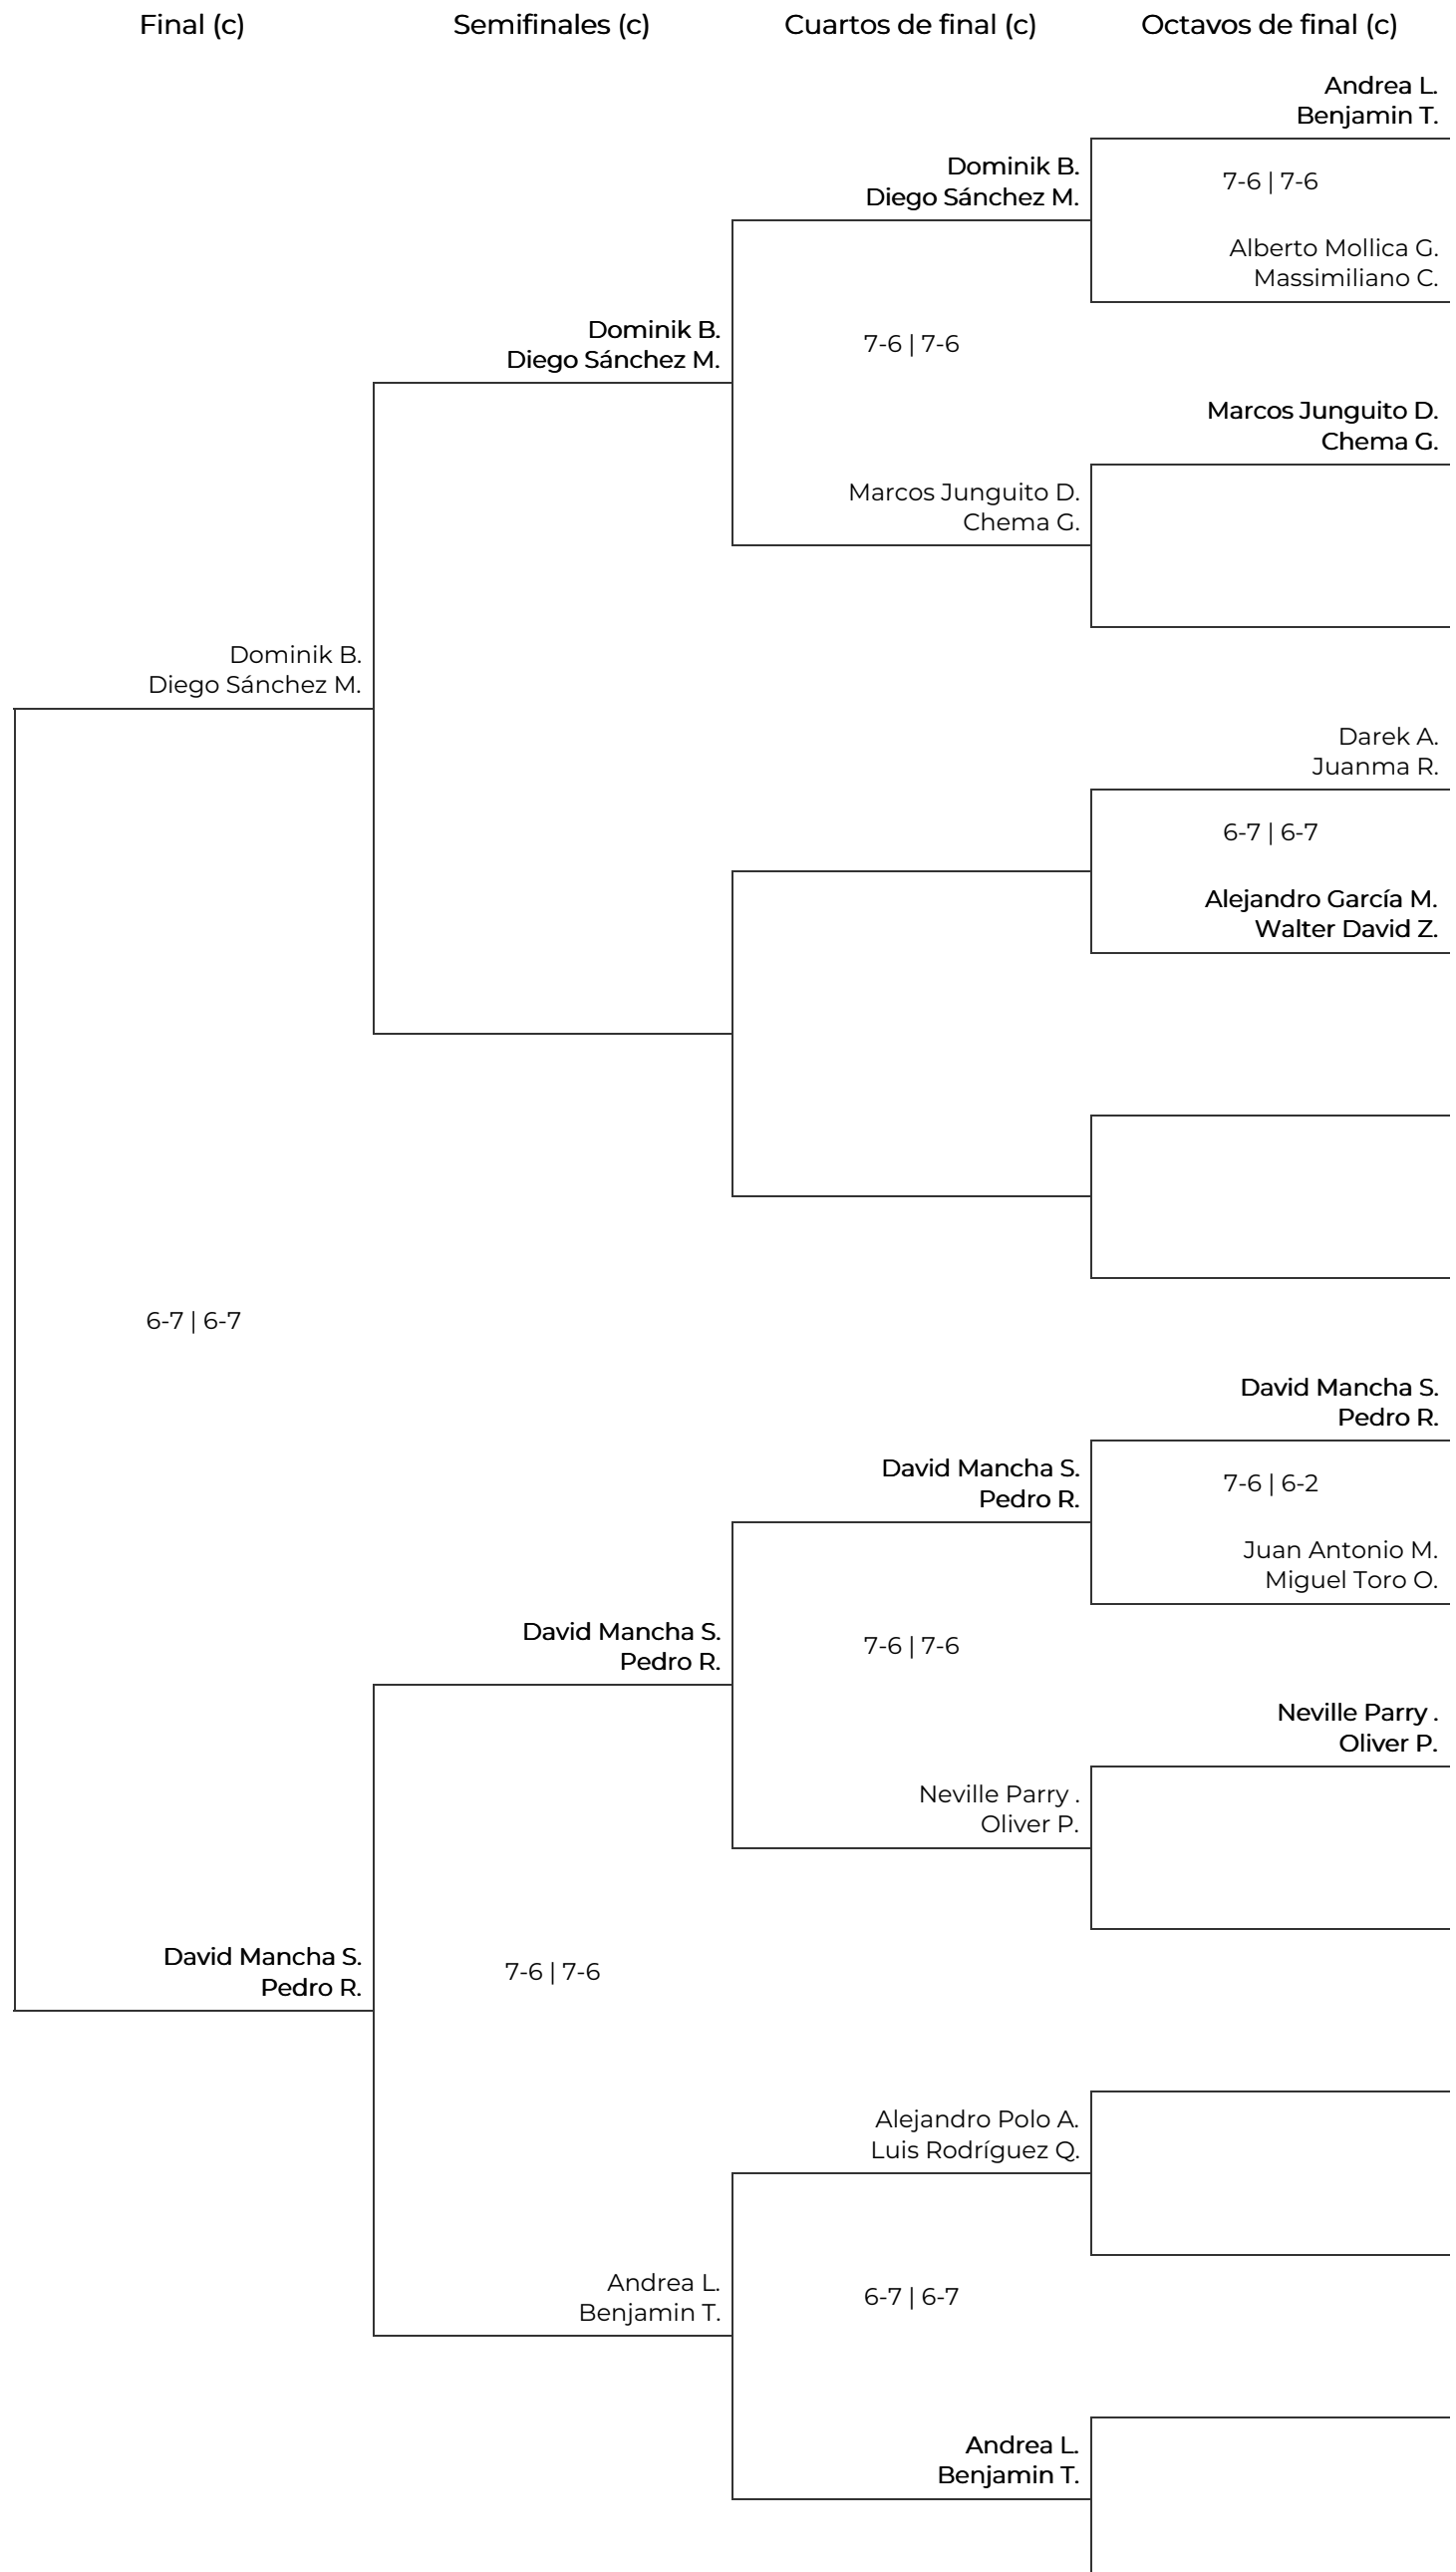 Final (c)
Semifinales (c)
Cuartos de final (c)
Octavos de final (c)
Andrea L.
Benjamin T.
7-6 | 7-6
Alberto Mollica G.
Massimiliano C.
Dominik B.
Diego Sánchez M.
7-6 | 7-6
Marcos Junguito D.
Chema G.
Marcos Junguito D.
Chema G.
Dominik B.
Diego Sánchez M.
Dominik B.
Diego Sánchez M.
Darek A.
Juanma R.
6-7 | 6-7
Alejandro García M.
Walter David Z.
6-7 | 6-7
David Mancha S.
Pedro R.
7-6 | 6-2
Juan Antonio M.
Miguel Toro O.
David Mancha S.
Pedro R.
7-6 | 7-6
Neville Parry .
Oliver P.
Neville Parry .
Oliver P.
David Mancha S.
Pedro R.
7-6 | 7-6
David Mancha S.
Pedro R.
Alejandro Polo A.
Luis Rodríguez Q.
6-7 | 6-7
Andrea L.
Benjamin T.
Andrea L.
Benjamin T.